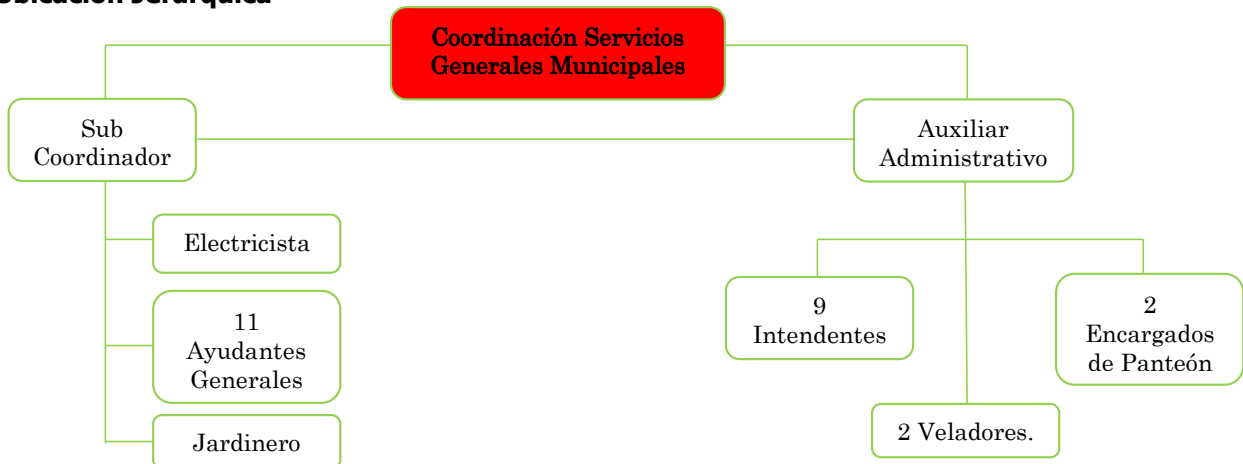 Ubicación Jerárquica
Coordinación Servicios
Generales Municipales
Sub
Coordinador
Auxiliar
Administrativo
Electricista
11
Ayudantes
Generales
Jardinero
9
Intendentes
2
Encargados
de Panteón
2 Veladores.